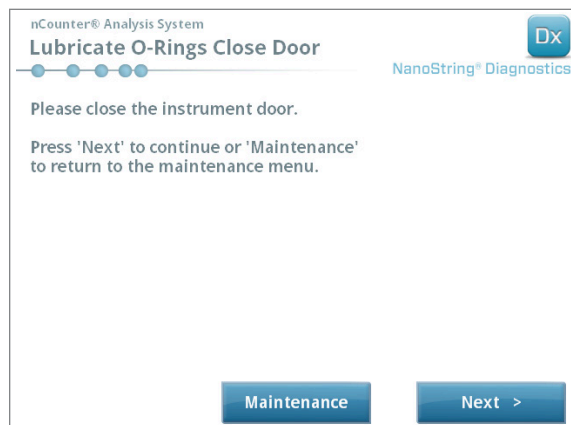 nCounter® Analysis System
Lubricate O-Rings Close Door
Dx
NanoString® Diagnostics
Please close the instrument door.
Press 'Next' to continue or 'Maintenance'
to return to the maintenance menu.
Maintenance
Next >